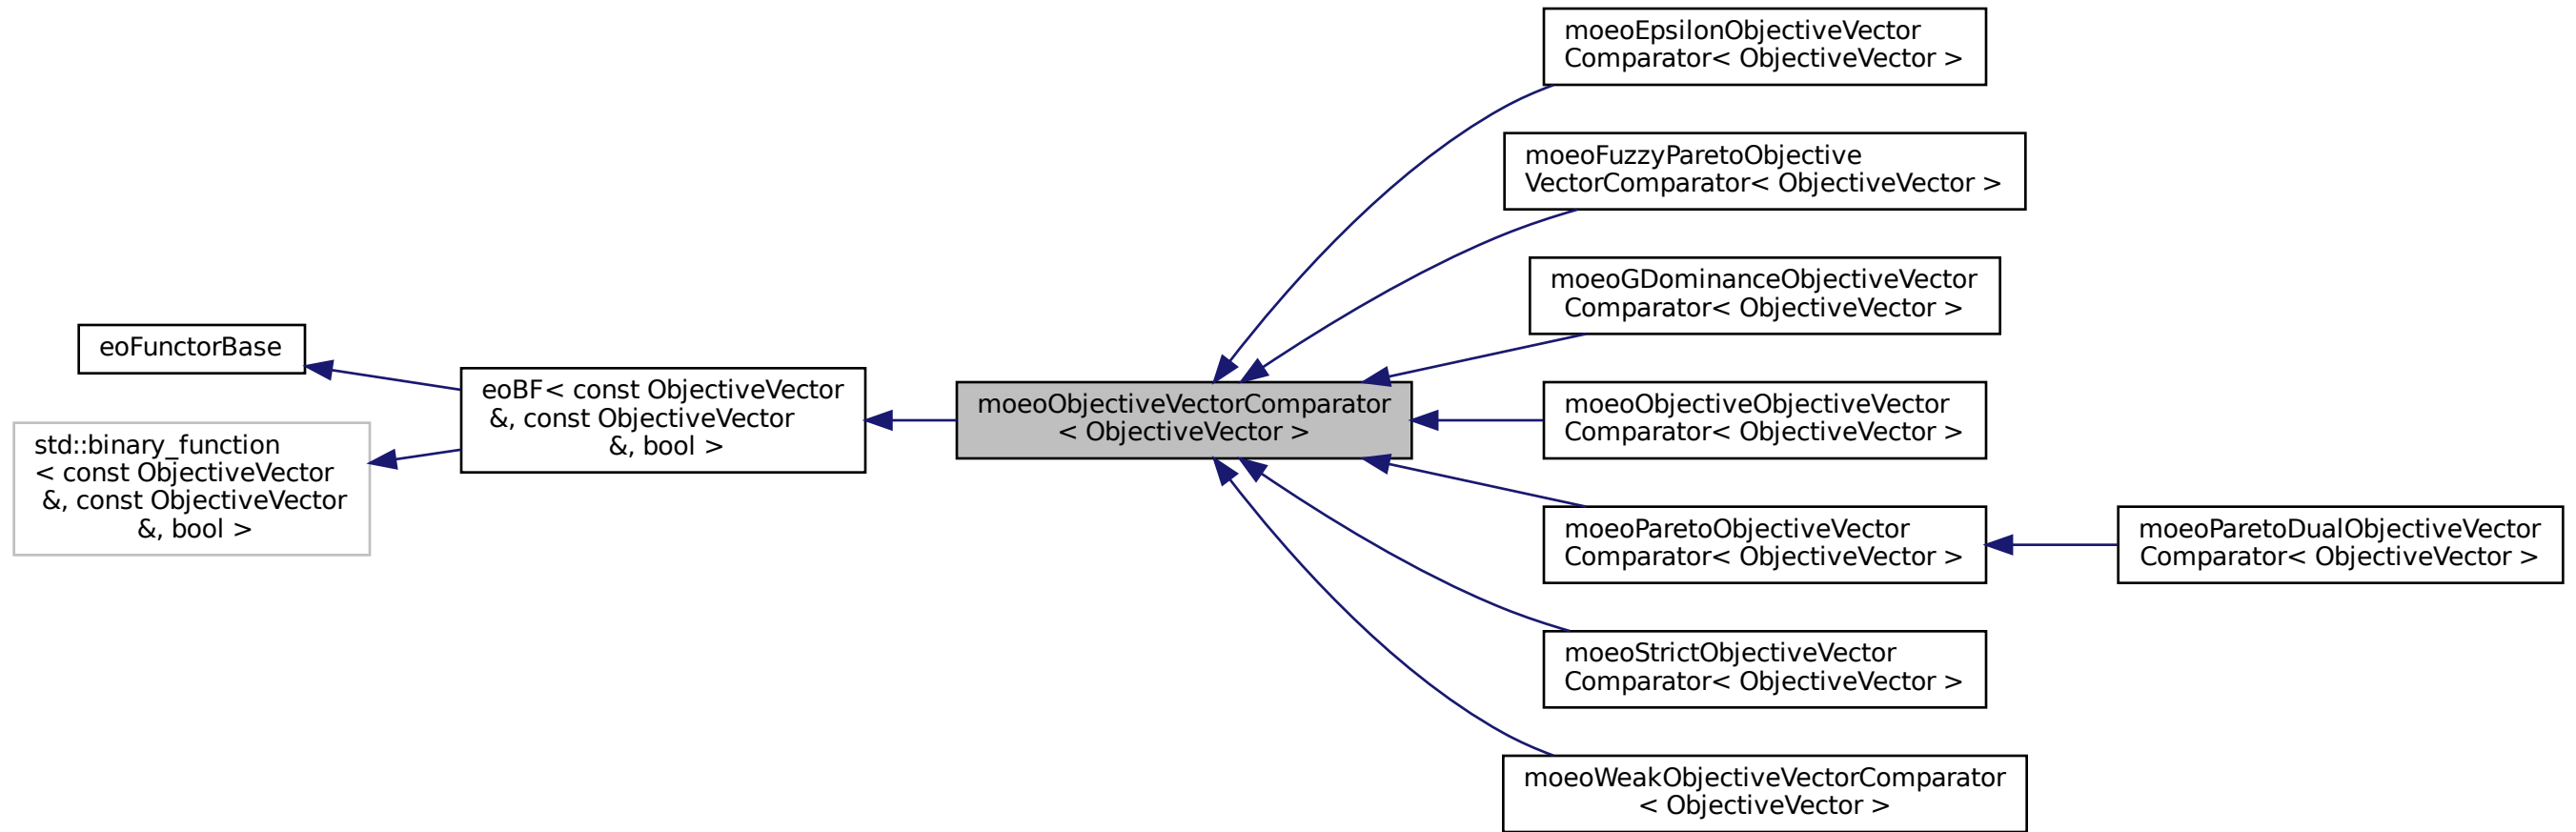 eoFunctorBase
std::binary_function
< const ObjectiveVector
&, const ObjectiveVector
&, bool >
eoBF< const ObjectiveVector
&, const ObjectiveVector
&, bool >
moeoObjectiveVectorComparator
< ObjectiveVector >
moeoEpsilonObjectiveVector
Comparator< ObjectiveVector >
moeoFuzzyParetoObjective
VectorComparator< ObjectiveVector >
moeoGDominanceObjectiveVector
Comparator< ObjectiveVector >
moeoObjectiveObjectiveVector
Comparator< ObjectiveVector >
moeoParetoObjectiveVector
Comparator< ObjectiveVector >
moeoParetoDualObjectiveVector
Comparator< ObjectiveVector >
moeoStrictObjectiveVector
Comparator< ObjectiveVector >
moeoWeakObjectiveVectorComparator
< ObjectiveVector >